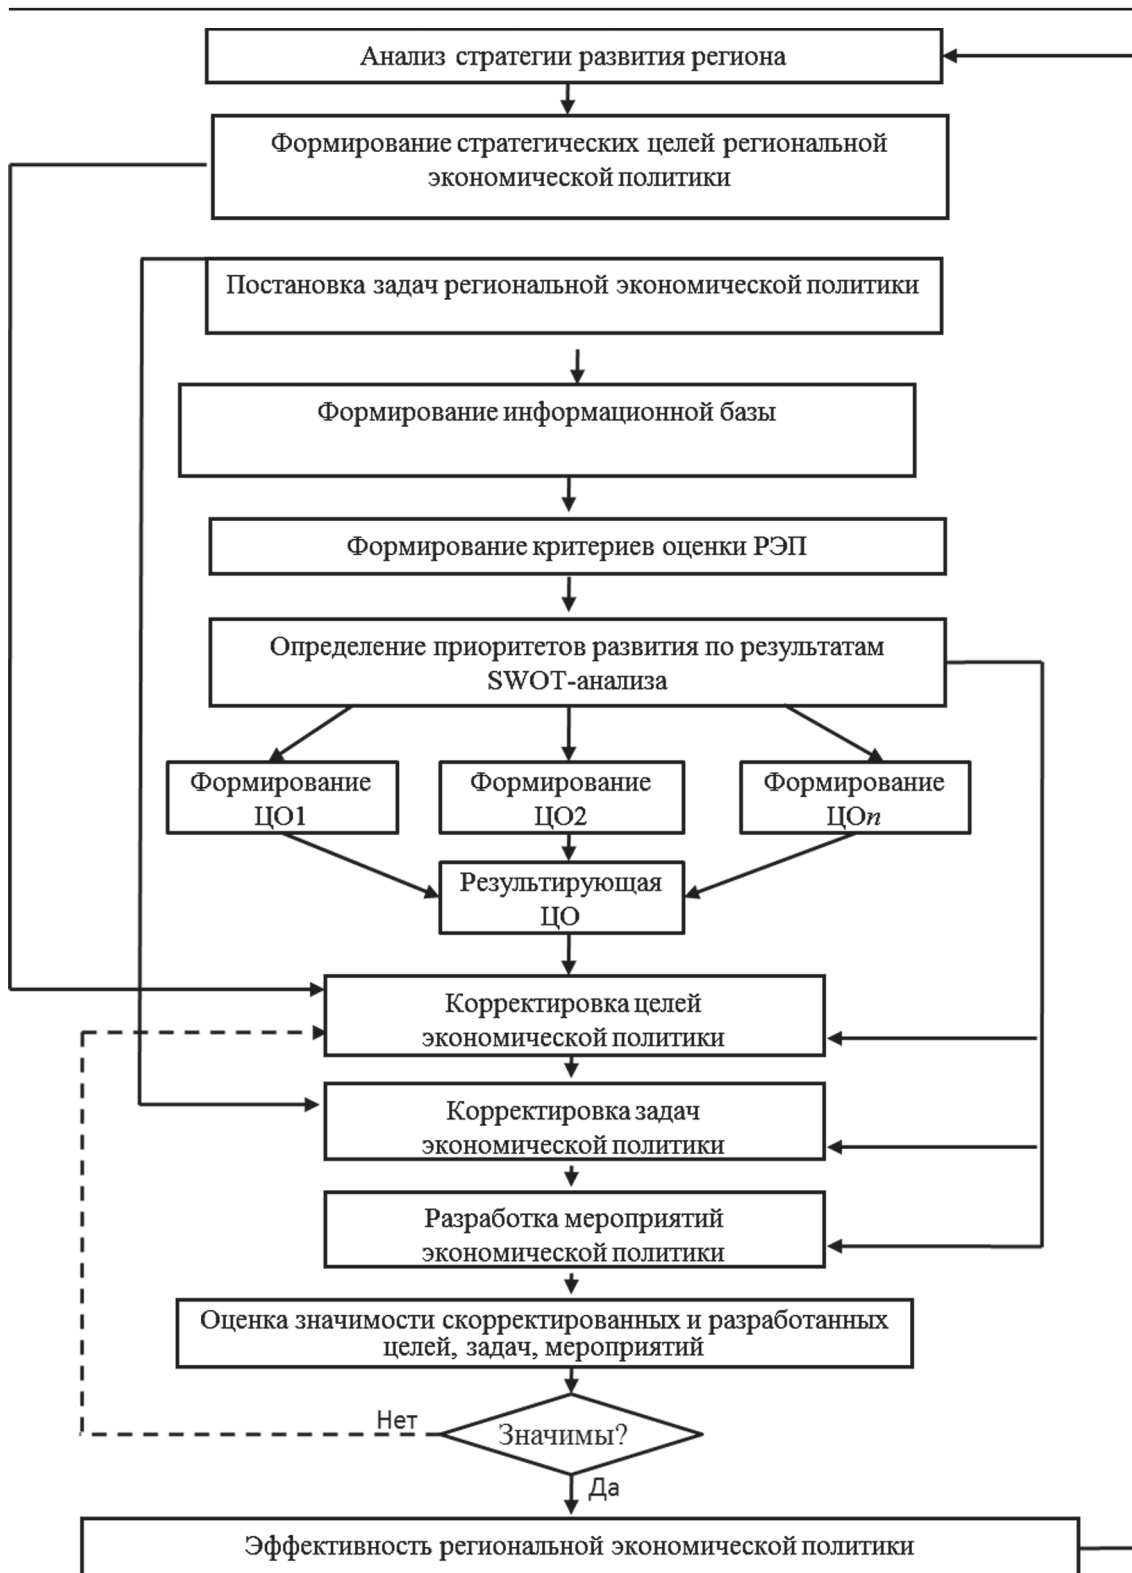 Анализ стратегии развития региона
Формирование стратегических целей региональной
экономической политики
Постановка задач региональной экономической политики
Формирование информационной базы
Формирование критериев оценки РЭП
Определение приоритетов развития по результатам
SWOT-анализа
Формирование
ЦО1
Формирование
ЦО2
Формирование
ЦОn
Результирующая
ЦО
Корректировка целей
экономической политики
Корректировка задач
экономической политики
Разработка мероприятий
экономической политики
Оценка значимости скорректированных и разработанных
целей, задач, мероприятий
Нет
Значимы?
Да
Эффективность региональной экономической политики